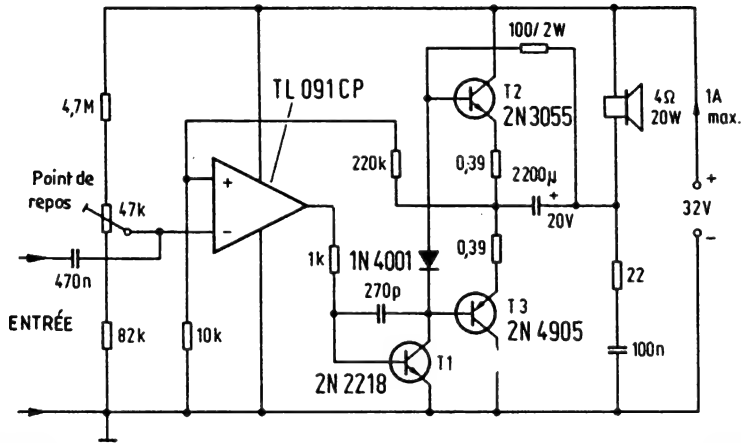 100/2W
TL 091CP
T2
2N3055
4Ω
20W
1A
max.
4,7M
220k
0,39
2200µ
+
20V
+
32V
-
Point de
repos
47k
+
-
1k
1N 4001
0,39
22
470n
270p
T3
2N 4905
ENTRÉE
82k
10k
T1
2N 2218
100n